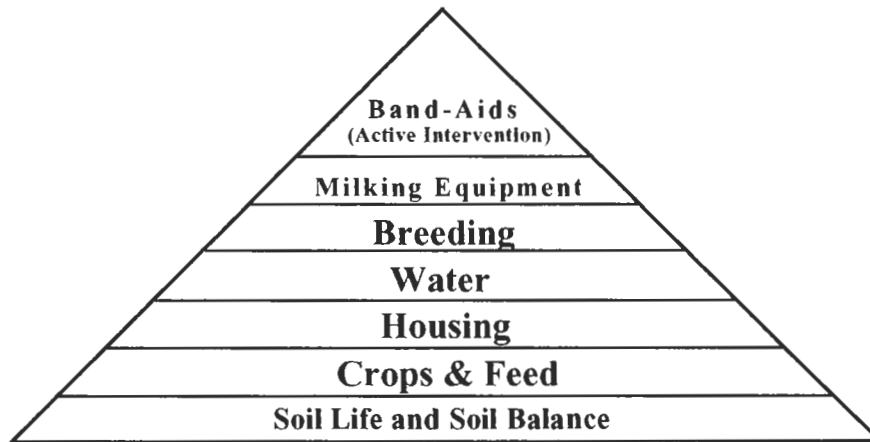 Band-Aids
(Active Intervention)
Milking Equipment
Breeding
Water
Housing
Crops & Feed
Soil Life and Soil Balance